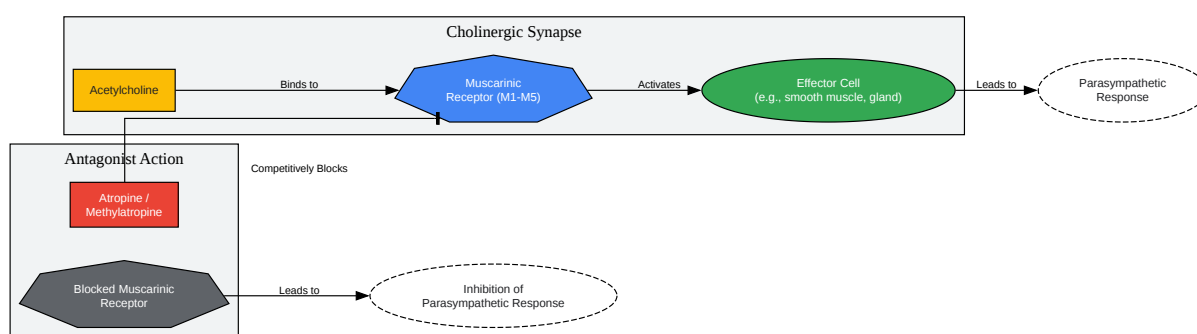 Cholinergic Synapse
Acetylcholine
Binds to
Muscarinic
Receptor (M1-M5)
Activates
Effector Cell
(e.g., smooth muscle, gland)
Leads to
Parasympathetic
Response
Antagonist Action
Competitively Blocks
Atropine /
Methylatropine
Blocked Muscarinic
Receptor
Leads to
Inhibition of
Parasympathetic Response